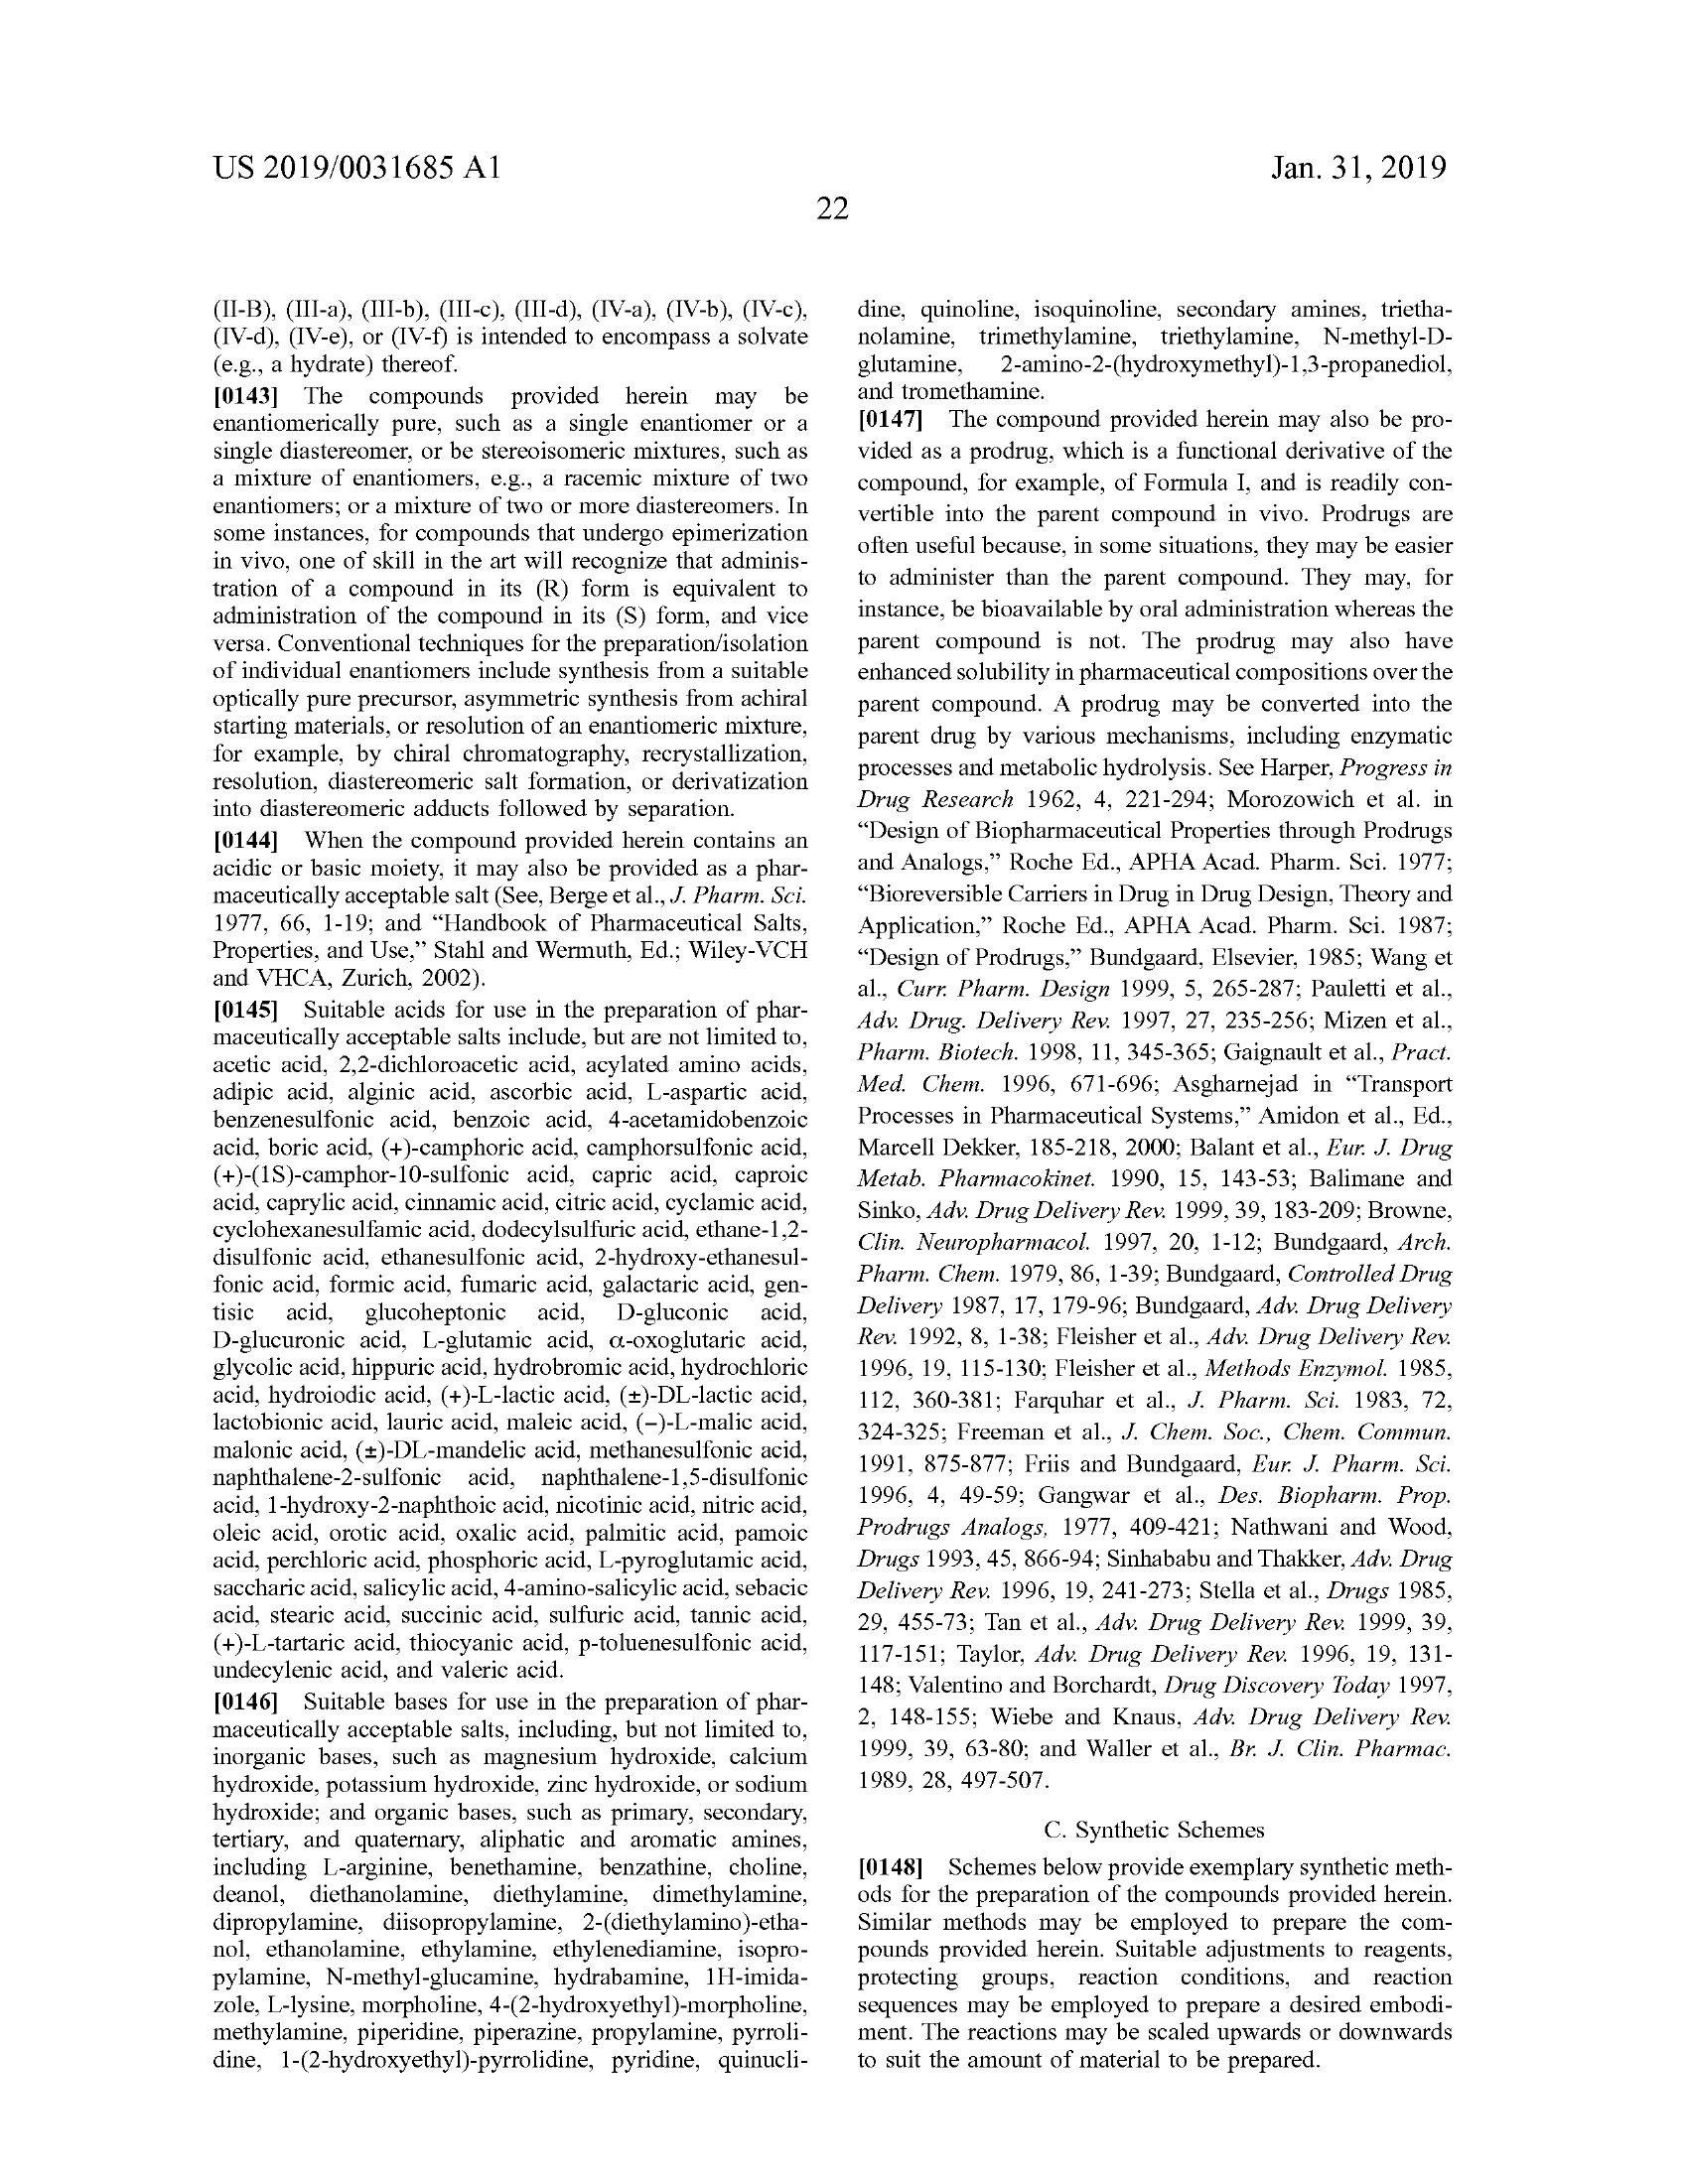 US 2019/0031685 A1
Jan. 31, 2019
22
(II-B), (III-a), (III-b), (III-c), (III-d), (IV-a), (IV-b), (IV-c),
(IV-d), (IV-e), or (IV-f) is intended to encompass a solvate
(e.g., a hydrate) thereof.
[0143] The compounds provided herein may be
enantiomerically pure, such as a single enantiomer or a
single diastereomer, or be stereoisomeric mixtures, such as
a mixture of enantiomers, e.g., a racemic mixture of two
enantiomers; or a mixture of two or more diastereomers. In
some instances, for compounds that undergo epimerization
in vivo, one of skill in the art will recognize that adminis-
tration of a compound in its (R) form is equivalent to
administration of the compound in its (S) form, and vice
versa. Conventional techniques for the preparation/isolation
of individual enantiomers include synthesis from a suitable
optically pure precursor, asymmetric synthesis from achiral
starting materials, or resolution of an enantiomeric mixture,
for example, by chiral chromatography, recrystallization,
resolution, diastereomeric salt formation, or derivatization
into diastereomeric adducts followed by separation.
[0144] When the compound provided herein contains an
acidic or basic moiety, it may also be provided as a phar-
maceutically acceptable salt (See, Berge et al., J. Pharm. Sci.
1977, 66, 1-19; and “Handbook of Pharmaceutical Salts,
Properties, and Use,” Stahl and Wermuth, Ed.; Wiley-VCH
and VHCA, Zurich, 2002).
[0145] Suitable acids for use in the preparation of phar-
maceutically acceptable salts include, but are not limited to,
acetic acid, 2,2-dichloroacetic acid, acylated amino acids,
adipic acid, alginic acid, ascorbic acid, L-aspartic acid,
benzenesulfonic acid, benzoic acid, 4-acetamidobenzoic
acid, boric acid, (+)-camphoric acid, camphorsulfonic acid,
(+)-(1S)-camphor-10-sulfonic acid, capric acid, caproic
acid, caprylic acid, cinnamic acid, citric acid, cyclamic acid,
cyclohexanesulfamic acid, dodecylsulfuric acid, ethane-1,2-
disulfonic acid, ethanesulfonic acid, 2-hydroxy-ethanesul-
fonic acid, formic acid, fumaric acid, galactaric acid, gen-
tisic acid, glucoheptonic acid, D-gluconic acid,
D-glucuronic acid, L-glutamic acid, α-oxoglutaric acid,
glycolic acid, hippuric acid, hydrobromic acid, hydrochloric
acid, hydroiodic acid, (+)-L-lactic acid, (±)-DL-lactic acid,
lactobionic acid, lauric acid, maleic acid, (−)-L-malic acid,
malonic acid, (±)-DL-mandelic acid, methanesulfonic acid,
naphthalene-2-sulfonic acid, naphthalene-1,5-disulfonic
acid, 1-hydroxy-2-naphthoic acid, nicotinic acid, nitric acid,
oleic acid, orotic acid, oxalic acid, palmitic acid, pamoic
acid, perchloric acid, phosphoric acid, L-pyroglutamic acid,
saccharic acid, salicylic acid, 4-amino-salicylic acid, sebacic
acid, stearic acid, succinic acid, sulfuric acid, tannic acid,
(+)-L-tartaric acid, thiocyanic acid, p-toluenesulfonic acid,
undecylenic acid, and valeric acid.
[0146] Suitable bases for use in the preparation of phar-
maceutically acceptable salts, including, but not limited to,
inorganic bases, such as magnesium hydroxide, calcium
hydroxide, potassium hydroxide, zinc hydroxide, or sodium
hydroxide; and organic bases, such as primary, secondary,
tertiary, and quaternary, aliphatic and aromatic amines,
including L-arginine, benethamine, benzathine, choline,
deanol, diethanolamine, diethylamine, dimethylamine,
dipropylamine, diisopropylamine, 2-(diethylamino)-etha-
nol, ethanolamine, ethylamine, ethylenediamine, isopro-
pylamine, N-methyl-glucamine, hydrabamine, 1H-imida-
zole, L-lysine, morpholine, 4-(2-hydroxyethyl)-morpholine,
methylamine, piperidine, piperazine, propylamine, pyrroli-
dine, 1-(2-hydroxyethyl)-pyrrolidine, pyridine, quinucli-
dine, quinoline, isoquinoline, secondary amines, trietha-
nolamine, trimethylamine, triethylamine, N-methyl-D-
glutamine, 2-amino-2-(hydroxymethyl)-1,3-propanediol,
and tromethamine.
[0147] The compound provided herein may also be pro-
vided as a prodrug, which is a functional derivative of the
compound, for example, of Formula I, and is readily con-
vertible into the parent compound in vivo. Prodrugs are
often useful because, in some situations, they may be easier
to administer than the parent compound. They may, for
instance, be bioavailable by oral administration whereas the
parent compound is not. The prodrug may also have
enhanced solubility in pharmaceutical compositions over the
parent compound. A prodrug may be converted into the
parent drug by various mechanisms, including enzymatic
processes and metabolic hydrolysis. See Harper, Progress in
Drug Research 1962, 4, 221-294; Morozowich et al. in
“Design of Biopharmaceutical Properties through Prodrugs
and Analogs,” Roche Ed., APHA Acad. Pharm. Sci. 1977;
“Bioreversible Carriers in Drug in Drug Design, Theory and
Application,” Roche Ed., APHA Acad. Pharm. Sci. 1987;
“Design of Prodrugs,” Bundgaard, Elsevier, 1985; Wang et
al., Curr. Pharm. Design 1999, 5, 265-287; Pauletti et al.,
Adv. Drug. Delivery Rev. 1997, 27, 235-256; Mizen et al.,
Pharm. Biotech. 1998, 11, 345-365; Gaignault et al., Pract.
Med. Chem. 1996, 671-696; Asgharnejad in “Transport
Processes in Pharmaceutical Systems,” Amidon et al., Ed.,
Marcell Dekker, 185-218, 2000; Balant et al., Eur. J. Drug
Metab. Pharmacokinet. 1990, 15, 143-53; Balimane and
Sinko, Adv. Drug Delivery Rev. 1999, 39, 183-209; Browne,
Clin. Neuropharmacol. 1997, 20, 1-12; Bundgaard, Arch.
Pharm. Chem. 1979, 86, 1-39; Bundgaard, Controlled Drug
Delivery 1987, 17, 179-96; Bundgaard, Adv. Drug Delivery
Rev. 1992, 8, 1-38; Fleisher et al., Adv. Drug Delivery Rev.
1996, 19, 115-130; Fleisher et al., Methods Enzymol. 1985,
112, 360-381; Farquhar et al., J. Pharm. Sci. 1983, 72,
324-325; Freeman et al., J. Chem. Soc., Chem. Commun.
1991, 875-877; Friis and Bundgaard, Eur. J. Pharm. Sci.
1996, 4, 49-59; Gangwar et al., Des. Biopharm. Prop.
Prodrugs Analogs, 1977, 409-421; Nathwani and Wood,
Drugs 1993, 45, 866-94; Sinhababu and Thakker, Adv. Drug
Delivery Rev. 1996, 19, 241-273; Stella et al., Drugs 1985,
29, 455-73; Tan et al., Adv. Drug Delivery Rev. 1999, 39,
117-151; Taylor, Adv. Drug Delivery Rev. 1996, 19, 131-
148; Valentino and Borchardt, Drug Discovery Today 1997,
2, 148-155; Wiebe and Knaus, Adv. Drug Delivery Rev.
1999, 39, 63-80; and Waller et al., Br. J. Clin. Pharmac.
1989, 28, 497-507.
C. Synthetic Schemes
[0148] Schemes below provide exemplary synthetic meth-
ods for the preparation of the compounds provided herein.
Similar methods may be employed to prepare the com-
pounds provided herein. Suitable adjustments to reagents,
protecting groups, reaction conditions, and reaction
sequences may be employed to prepare a desired embodi-
ment. The reactions may be scaled upwards or downwards
to suit the amount of material to be prepared.